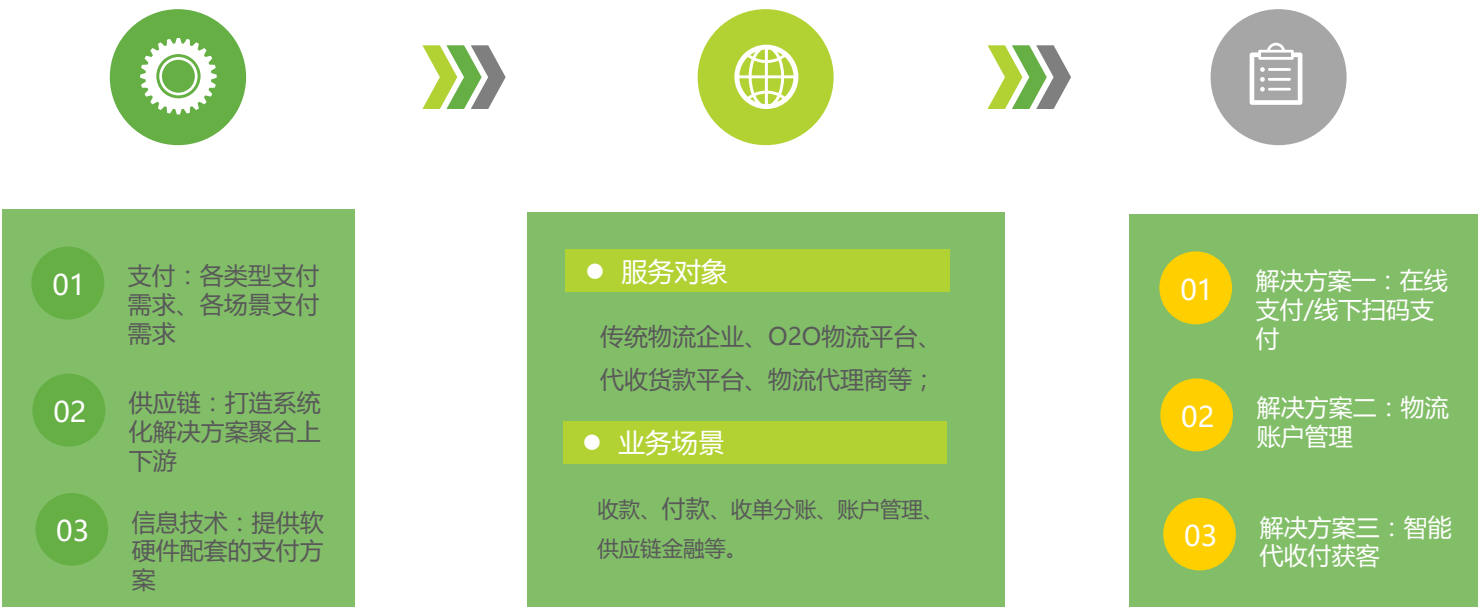 01
支付：各类型支付
需求、各场景支付
需求
02
供应链：打造系统
化解决方案聚合上
下游
03
信息技术：提供软
硬件配套的支付方
案
服务对象
传统物流企业、O2O物流平台、
代收货款平台、物流代理商等；
业务场景
收款、付款、收单分账、账户管理、
供应链金融等。
01
解决方案一：在线
支付/线下扫码支
付
02
解决方案二：物流
账户管理
03
解决方案三：智能
代收付获客